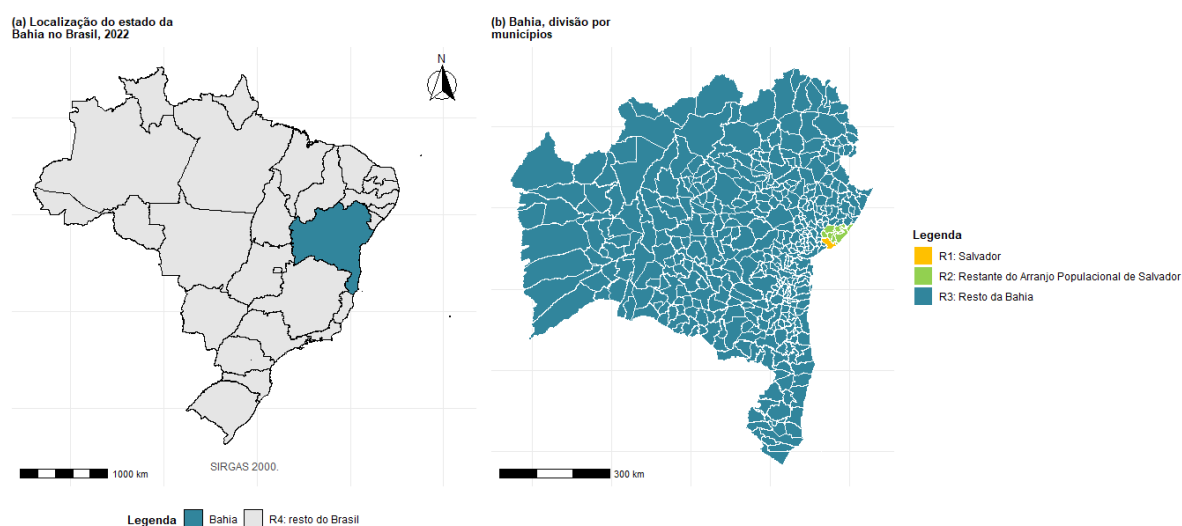 (a) Localização do estado da
Bahia no Brasil, 2022
N
1000 km
SIRGAS 2000.
Legenda
Bahia
R4: resto do Brasil
(b) Bahia, divisão por
municípios
300 km
Legenda
R1: Salvador
R2: Restante do Arranjo Populacional de Salvador
R3: Resto da Bahia